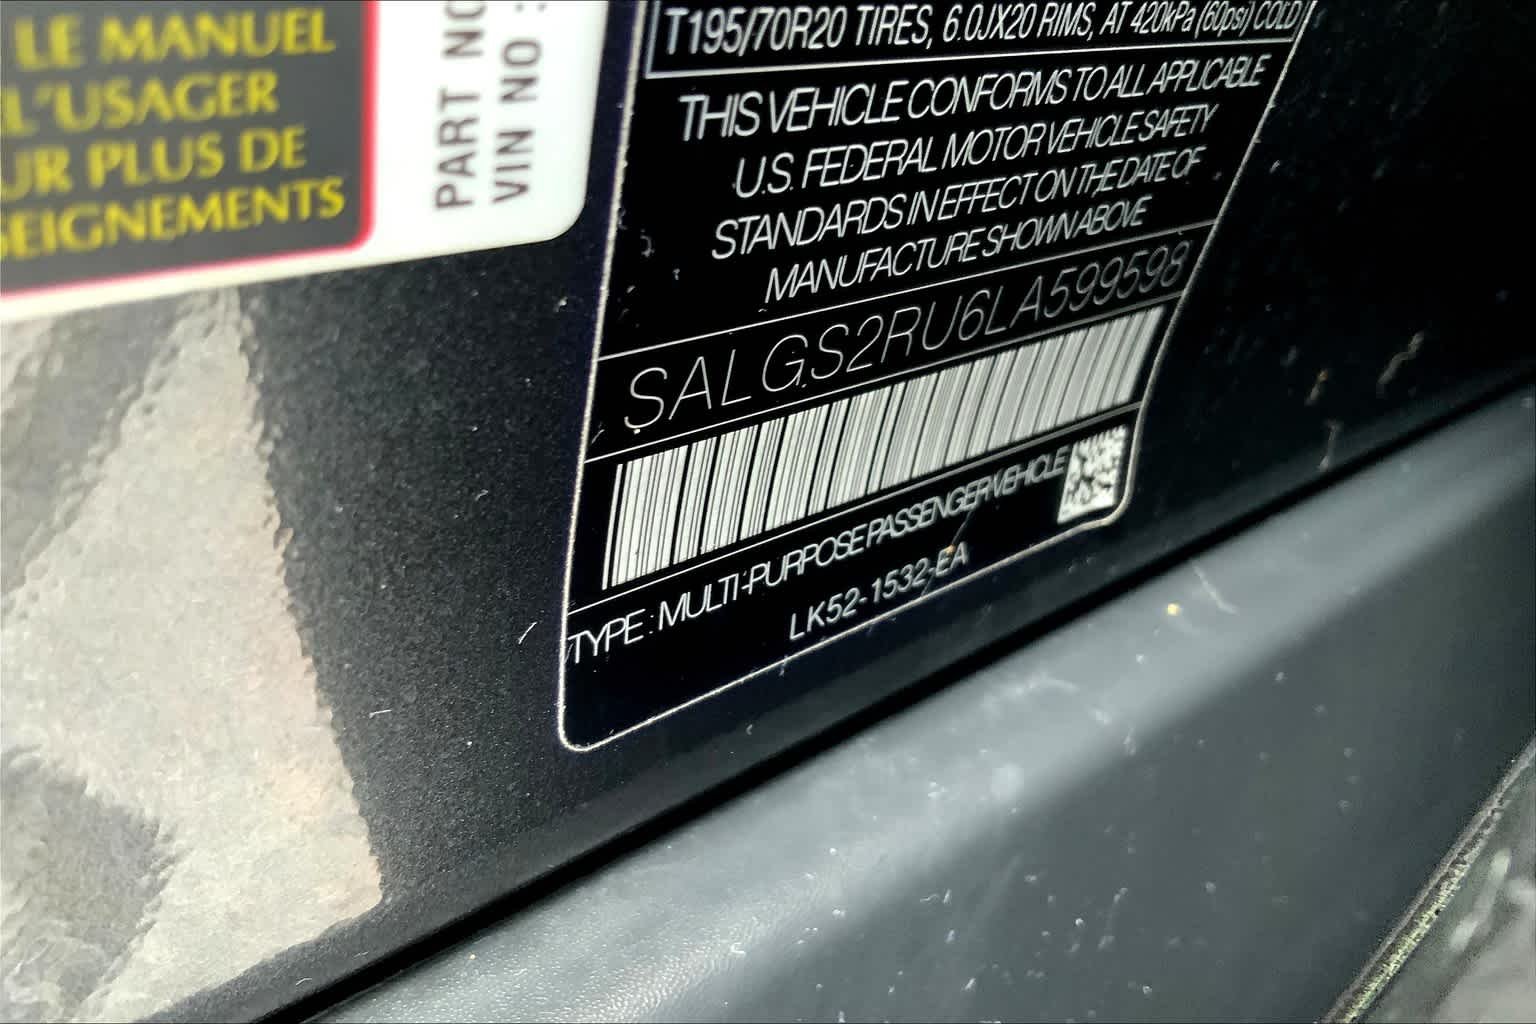 LE MANUEL
L'USAGER
UR PLUS DE
SEIGNEMENTS
PART NO
VIN NO :
T195/70R20 TIRES, 6.0JX20 RIMS, AT 420kPa (60psi) COLD
THIS VEHICLE CONFORMS TO ALL APPLICABLE
U.S. FEDERAL MOTOR VEHICLE SAFETY
STANDARDS IN EFFECT ON THE DATE OF
MANUFACTURE SHOWN ABOVE
SALGS2RU6LA599598
TYPE : MULTI-PURPOSE PASSENGER VEHICLE
LK52-1532-EA